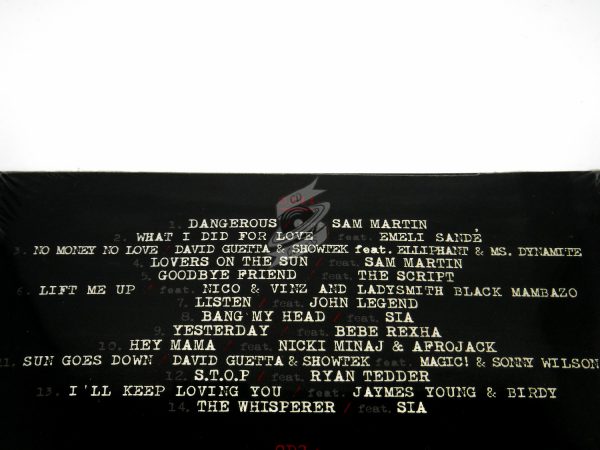 CD
1. DANGEROUS / feat. SAM MARTIN
2. WHAT I DID FOR LOVE / feat. EMELI SANDÉ
3. NO MONEY NO LOVE / DAVID GUETTA & SHOWTEK feat. ELLIPHANT & MS. DYNAMITE
4. LOVERS ON THE SUN / feat. SAM MARTIN
5. GOODBYE FRIEND / feat. THE SCRIPT
6. LIFT ME UP / feat. NICO & VINZ AND LADYSMITH BLACK MAMBAZO
7. LISTEN / feat. JOHN LEGEND
8. BANG MY HEAD / feat. SIA
9. YESTERDAY / feat. BEBE REXHA
10. HEY MAMA / feat. NICKI MINAJ & AFROJACK
11. SUN GOES DOWN / DAVID GUETTA & SHOWTEK feat. MAGIC! & SONNY WILSON
12. S.T.O.P / feat. RYAN TEDDER
13. I'LL KEEP LOVING YOU / feat. JAYMES YOUNG & BIRDY
14. THE WHISPERER / feat. SIA